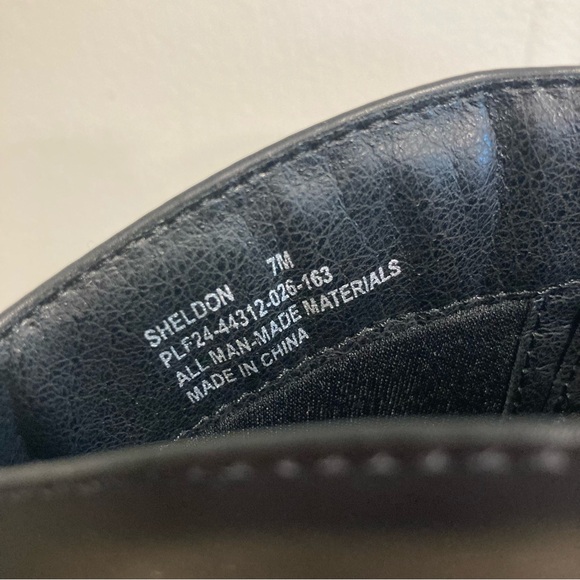 SHELDON 7M
PLF24-44312-026-163
ALL MAN-MADE MATERIALS
MADE IN CHINA